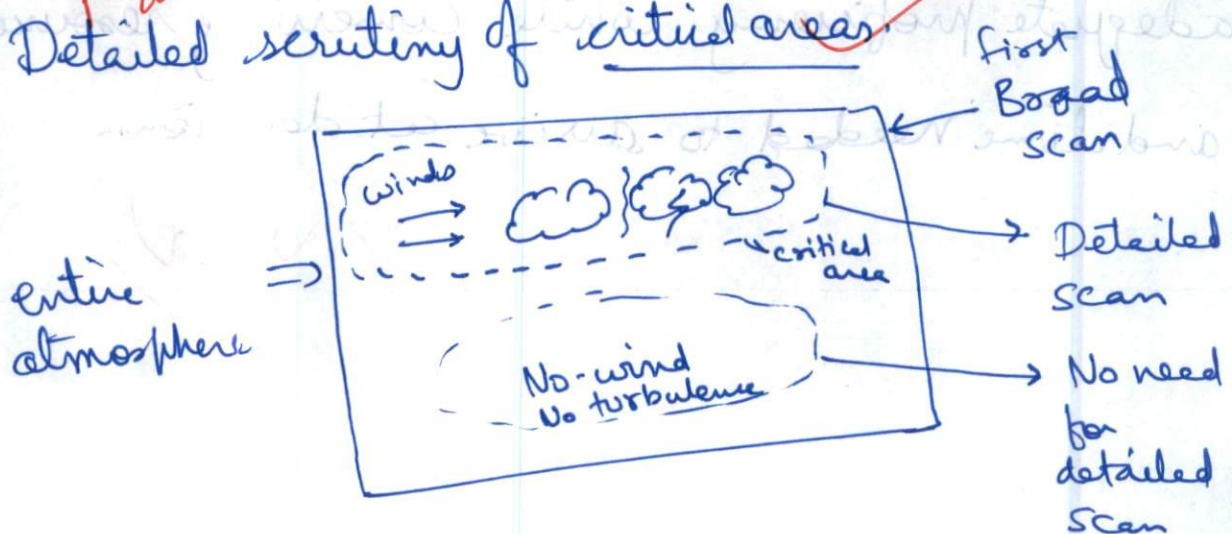 Detailed scrutiny of critical areas.
first
Broad
scan
winds
critical
area
Detailed
scan
entire
atmosphere
No-wind
No turbulence
No need
for
detailed
scan